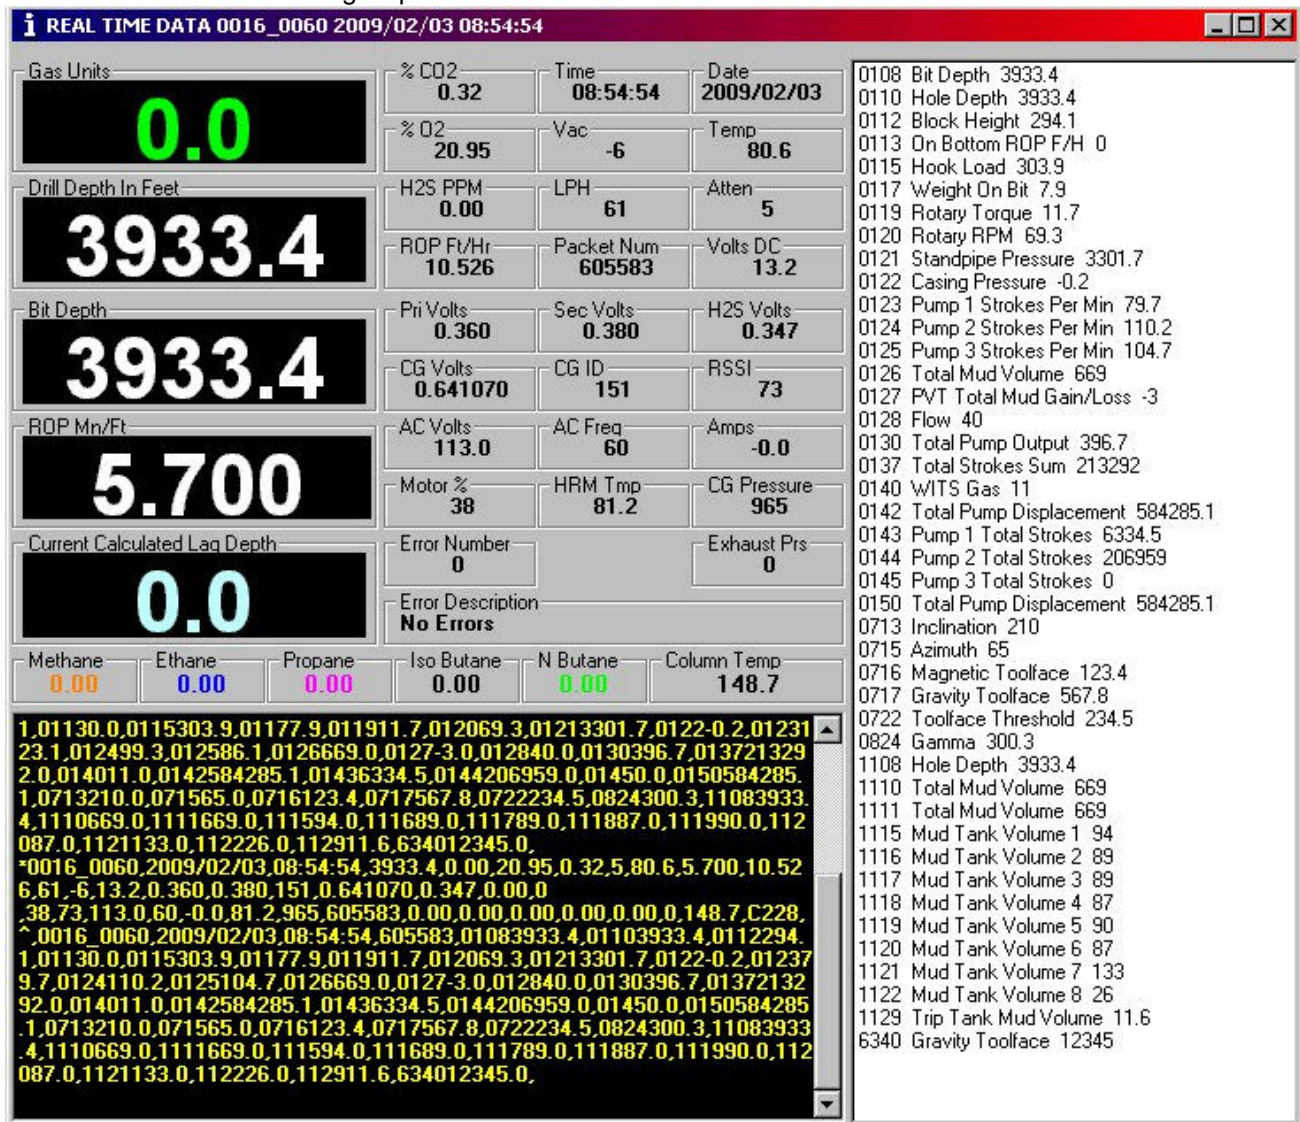 i REAL TIME DATA 0016_0060 2009/02/03 08:54:54
Gas Units
0.0
% CO2
0.32
Time
08:54:54
Date
2009/02/03
% O2
20.95
Vac
-6
Temp
80.6
Drill Depth In Feet
3933.4
H2S PPM
0.00
LPH
61
Atten
5
ROP Ft/Hr
10.526
Packet Num
605583
Volts DC
13.2
Bit Depth
3933.4
Pri Volts
0.360
Sec Volts
0.380
H2S Volts
0.347
CG Volts
0.641070
CG ID
151
RSSI
73
ROP Mn/Ft
5.700
AC Volts
113.0
AC Freq
60
Amps
-0.0
Motor %
38
HRM Tmp
81.2
CG Pressure
965
Current Calculated Lag Depth
0.0
Error Number
0
Exhaust Prs
0
Error Description
No Errors
Methane
0.00
Ethane
0.00
Propane
0.00
Iso Butane
0.00
N Butane
0.00
Column Temp
148.7
1,01130.0,0115303.9,01177.9,011911.7,012069.3,01213301.7,0122-0.2,01231
23.1,012499.3,012586.1,0126669.0,0127-3.0,012840.0,0130396.7,013721329
2.0,014011.0,0142584285.1,01436334.5,0144206959.0,01450.0,0150584285.
1,0713210.0,071565.0,0716123.4,0717567.8,0722234.5,0824300.3,11083933.
4,1110669.0,1111669.0,111594.0,111689.0,111789.0,111887.0,111990.0,112
087.0,1121133.0,112226.0,112911.6,634012345.0,
*0016_0060,2009/02/03,08:54:54,3933.4,0.00,20.95,0.32,5,80.6,5.700,10.52
6,61,-6,13.2,0.360,0.380,151,0.641070,0.347,0.00,0
,38,73,113.0,60,-0.0,81.2,965,605583,0.00,0.00,0.00,0.00,0.00,0,148.7,C228,
^,0016_0060,2009/02/03,08:54:54,605583,01083933.4,01103933.4,0112294.
1,01130.0,0115303.9,01177.9,011911.7,012069.3,01213301.7,0122-0.2,01237
9.7,0124110.2,0125104.7,0126669.0,0127-3.0,012840.0,0130396.7,01372132
92.0,014011.0,0142584285.1,01436334.5,0144206959.0,01450.0,0150584285
.1,0713210.0,071565.0,0716123.4,0717567.8,0722234.5,0824300.3,11083933
.4,1110669.0,1111669.0,111594.0,111689.0,111789.0,111887.0,111990.0,112
087.0,1121133.0,112226.0,112911.6,634012345.0,
0108 Bit Depth 3933.4
0110 Hole Depth 3933.4
0112 Block Height 294.1
0113 On Bottom ROP F/H 0
0115 Hook Load 303.9
0117 Weight On Bit 7.9
0119 Rotary Torque 11.7
0120 Rotary RPM 69.3
0121 Standpipe Pressure 3301.7
0122 Casing Pressure -0.2
0123 Pump 1 Strokes Per Min 79.7
0124 Pump 2 Strokes Per Min 110.2
0125 Pump 3 Strokes Per Min 104.7
0126 Total Mud Volume 669
0127 PVT Total Mud Gain/Loss -3
0128 Flow 40
0130 Total Pump Output 396.7
0137 Total Strokes Sum 213292
0140 WITS Gas 11
0142 Total Pump Displacement 584285.1
0143 Pump 1 Total Strokes 6334.5
0144 Pump 2 Total Strokes 206959
0145 Pump 3 Total Strokes 0
0150 Total Pump Displacement 584285.1
0713 Inclination 210
0715 Azimuth 65
0716 Magnetic Toolface 123.4
0717 Gravity Toolface 567.8
0722 Toolface Threshold 234.5
0824 Gamma 300.3
1108 Hole Depth 3933.4
1110 Total Mud Volume 669
1111 Total Mud Volume 669
1115 Mud Tank Volume 1 94
1116 Mud Tank Volume 2 89
1117 Mud Tank Volume 3 89
1118 Mud Tank Volume 4 87
1119 Mud Tank Volume 5 90
1120 Mud Tank Volume 6 87
1121 Mud Tank Volume 7 133
1122 Mud Tank Volume 8 26
1129 Trip Tank Mud Volume 11.6
6340 Gravity Toolface 12345